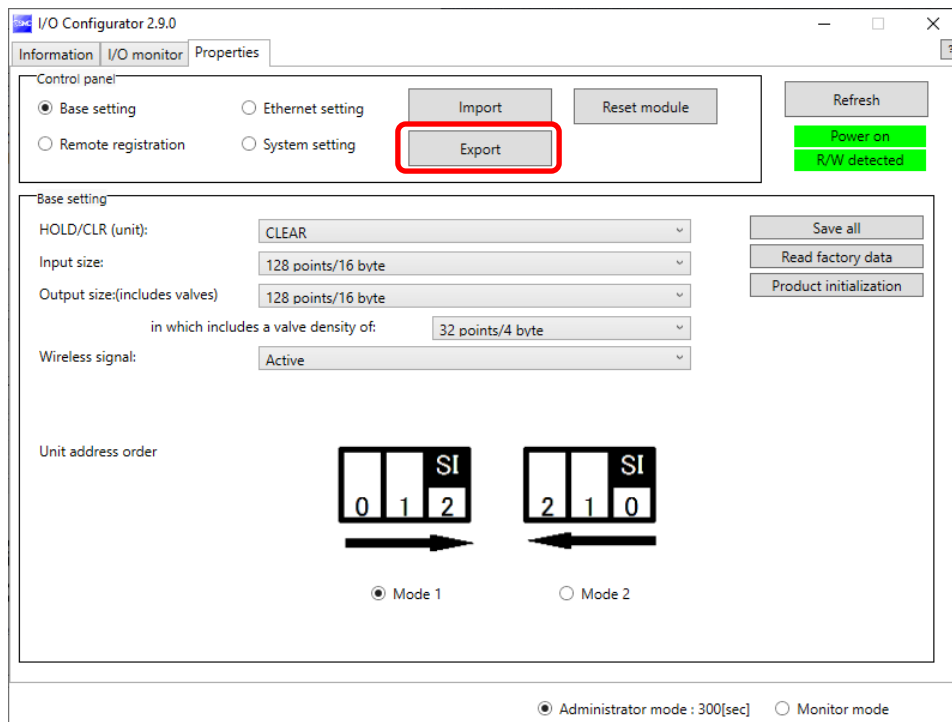 SMC I/O Configurator 2.9.0
Information I/O monitor Properties
?
Control panel
Base setting Ethernet setting Import Reset module Refresh
Remote registration System setting Export Power on
R/W detected
Base setting
HOLD/CLR (unit): CLEAR Save all
Input size: 128 points/16 byte Read factory data
Output size:(includes valves) 128 points/16 byte Product initialization
in which includes a valve density of: 32 points/4 byte
Wireless signal: Active
Unit address order
SI SI
0 1 2 2 1 0
Mode 1 Mode 2
Administrator mode : 300[sec] Monitor mode